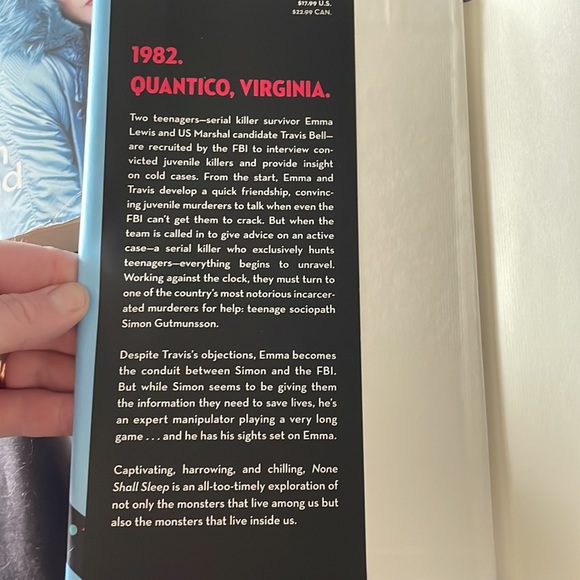 $17.99 U.S.
$22.99 CAN.
1982.
QUANTICO, VIRGINIA.
Two teenagers—serial killer survivor Emma
Lewis and US Marshal candidate Travis Bell—
are recruited by the FBI to interview con-
victed juvenile killers and provide insight
on cold cases. From the start, Emma and
Travis develop a quick friendship, convinc-
ing juvenile murderers to talk when even the
FBI can't get them to crack. But when the
team is called in to give advice on an active
case—a serial killer who exclusively hunts
teenagers—everything begins to unravel.
Working against the clock, they must turn to
one of the country's most notorious incarcer-
ated murderers for help: teenage sociopath
Simon Gutmunsson.
Despite Travis's objections, Emma becomes
the conduit between Simon and the FBI.
But while Simon seems to be giving them
the information they need to save lives, he's
an expert manipulator playing a very long
game . . . and he has his sights set on Emma.
Captivating, harrowing, and chilling, None
Shall Sleep is an all-too-timely exploration of
not only the monsters that live among us but
also the monsters that live inside us.